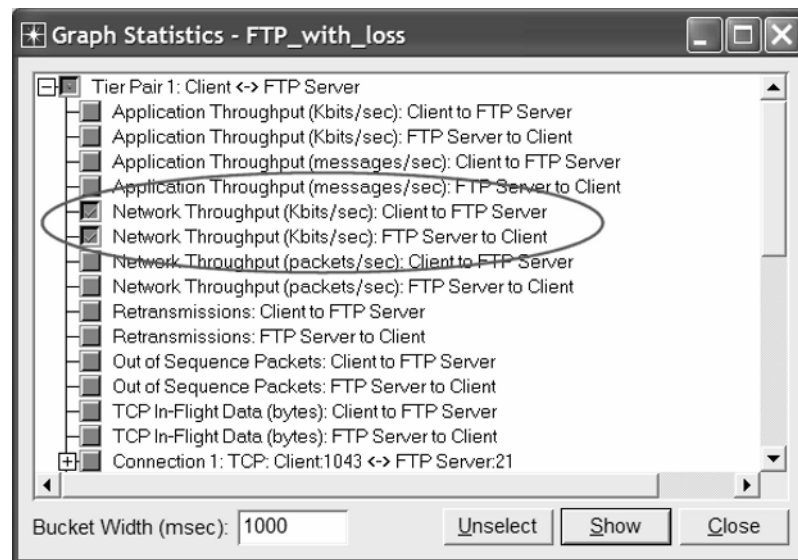 Graph Statistics - FTP_with_loss
Tier Pair 1: Client <-> FTP Server
Application Throughput (Kbits/sec): Client to FTP Server
Application Throughput (Kbits/sec): FTP Server to Client
Application Throughput (messages/sec): Client to FTP Server
Application Throughput (messages/sec): FTP Server to Client
Network Throughput (Kbits/sec): Client to FTP Server
Network Throughput (Kbits/sec): FTP Server to Client
Network Throughput (packets/sec): Client to FTP Server
Network Throughput (packets/sec): FTP Server to Client
Retransmissions: Client to FTP Server
Retransmissions: FTP Server to Client
Out of Sequence Packets: Client to FTP Server
Out of Sequence Packets: FTP Server to Client
TCP In-Flight Data (bytes): Client to FTP Server
TCP In-Flight Data (bytes): FTP Server to Client
Connection 1: TCP: Client:1043 <-> FTP Server:21
Bucket Width (msec): 1000 Unselect Show Close